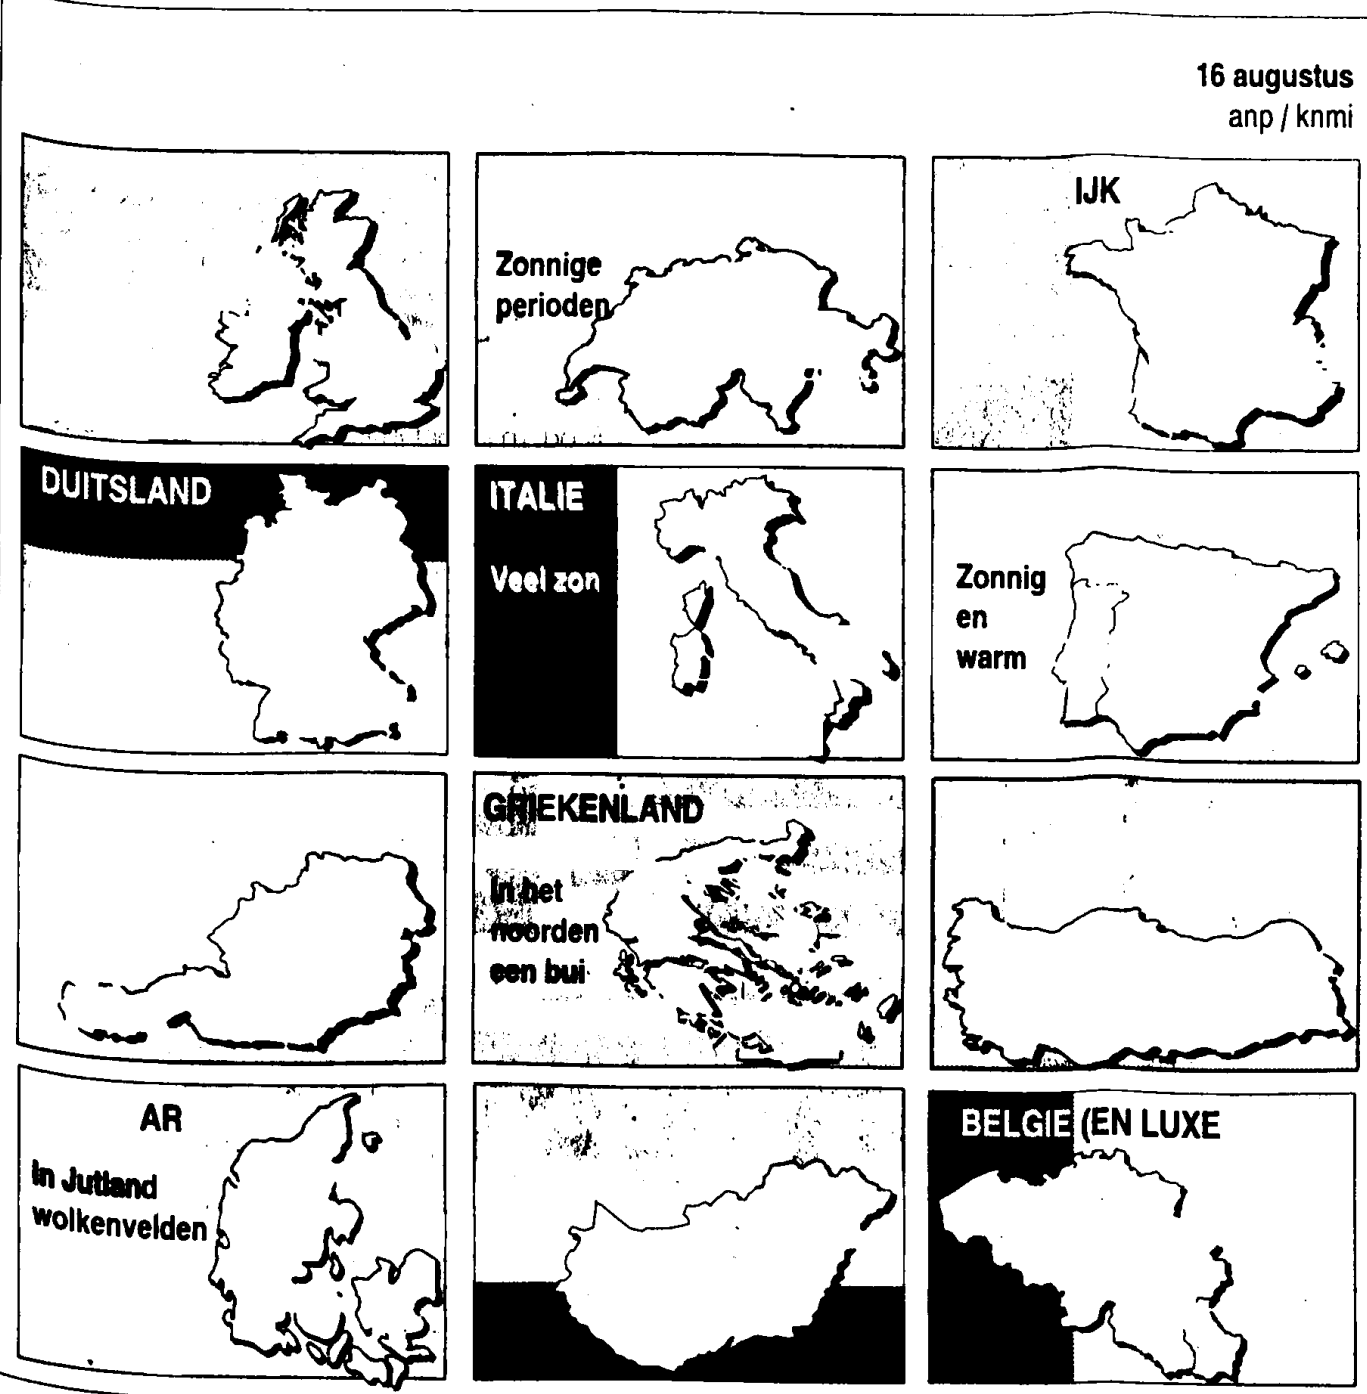 16 augustus
anp / knmi
Zonnige
perioden
IJK
DUITSLAND
ITALIE
Veel zon
Zonnig
en
warm
GRIEKENLAND
In het
noorden
een bui
AR
In Jutland
wolkenvelden
BELGIE (EN LUXE